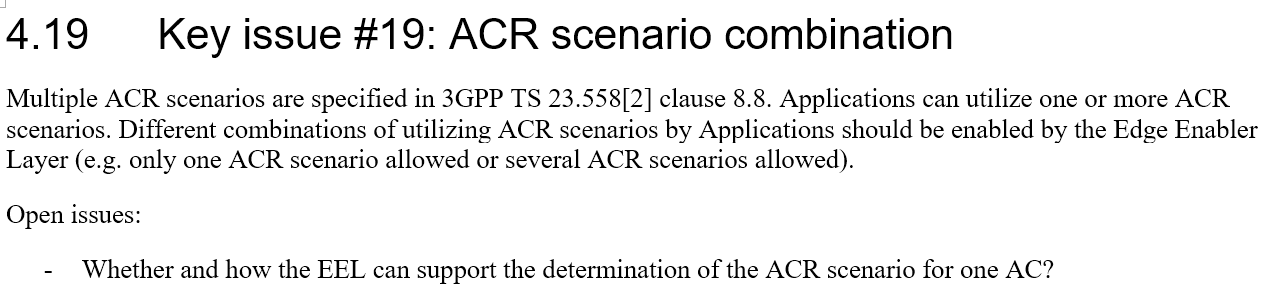 4.19 Key issue #19: ACR scenario combination
Multiple ACR scenarios are specified in 3GPP TS 23.558[2] clause 8.8. Applications can utilize one or more ACR
scenarios. Different combinations of utilizing ACR scenarios by Applications should be enabled by the Edge Enabler
Layer (e.g. only one ACR scenario allowed or several ACR scenarios allowed).
Open issues:
- Whether and how the EEL can support the determination of the ACR scenario for one AC?